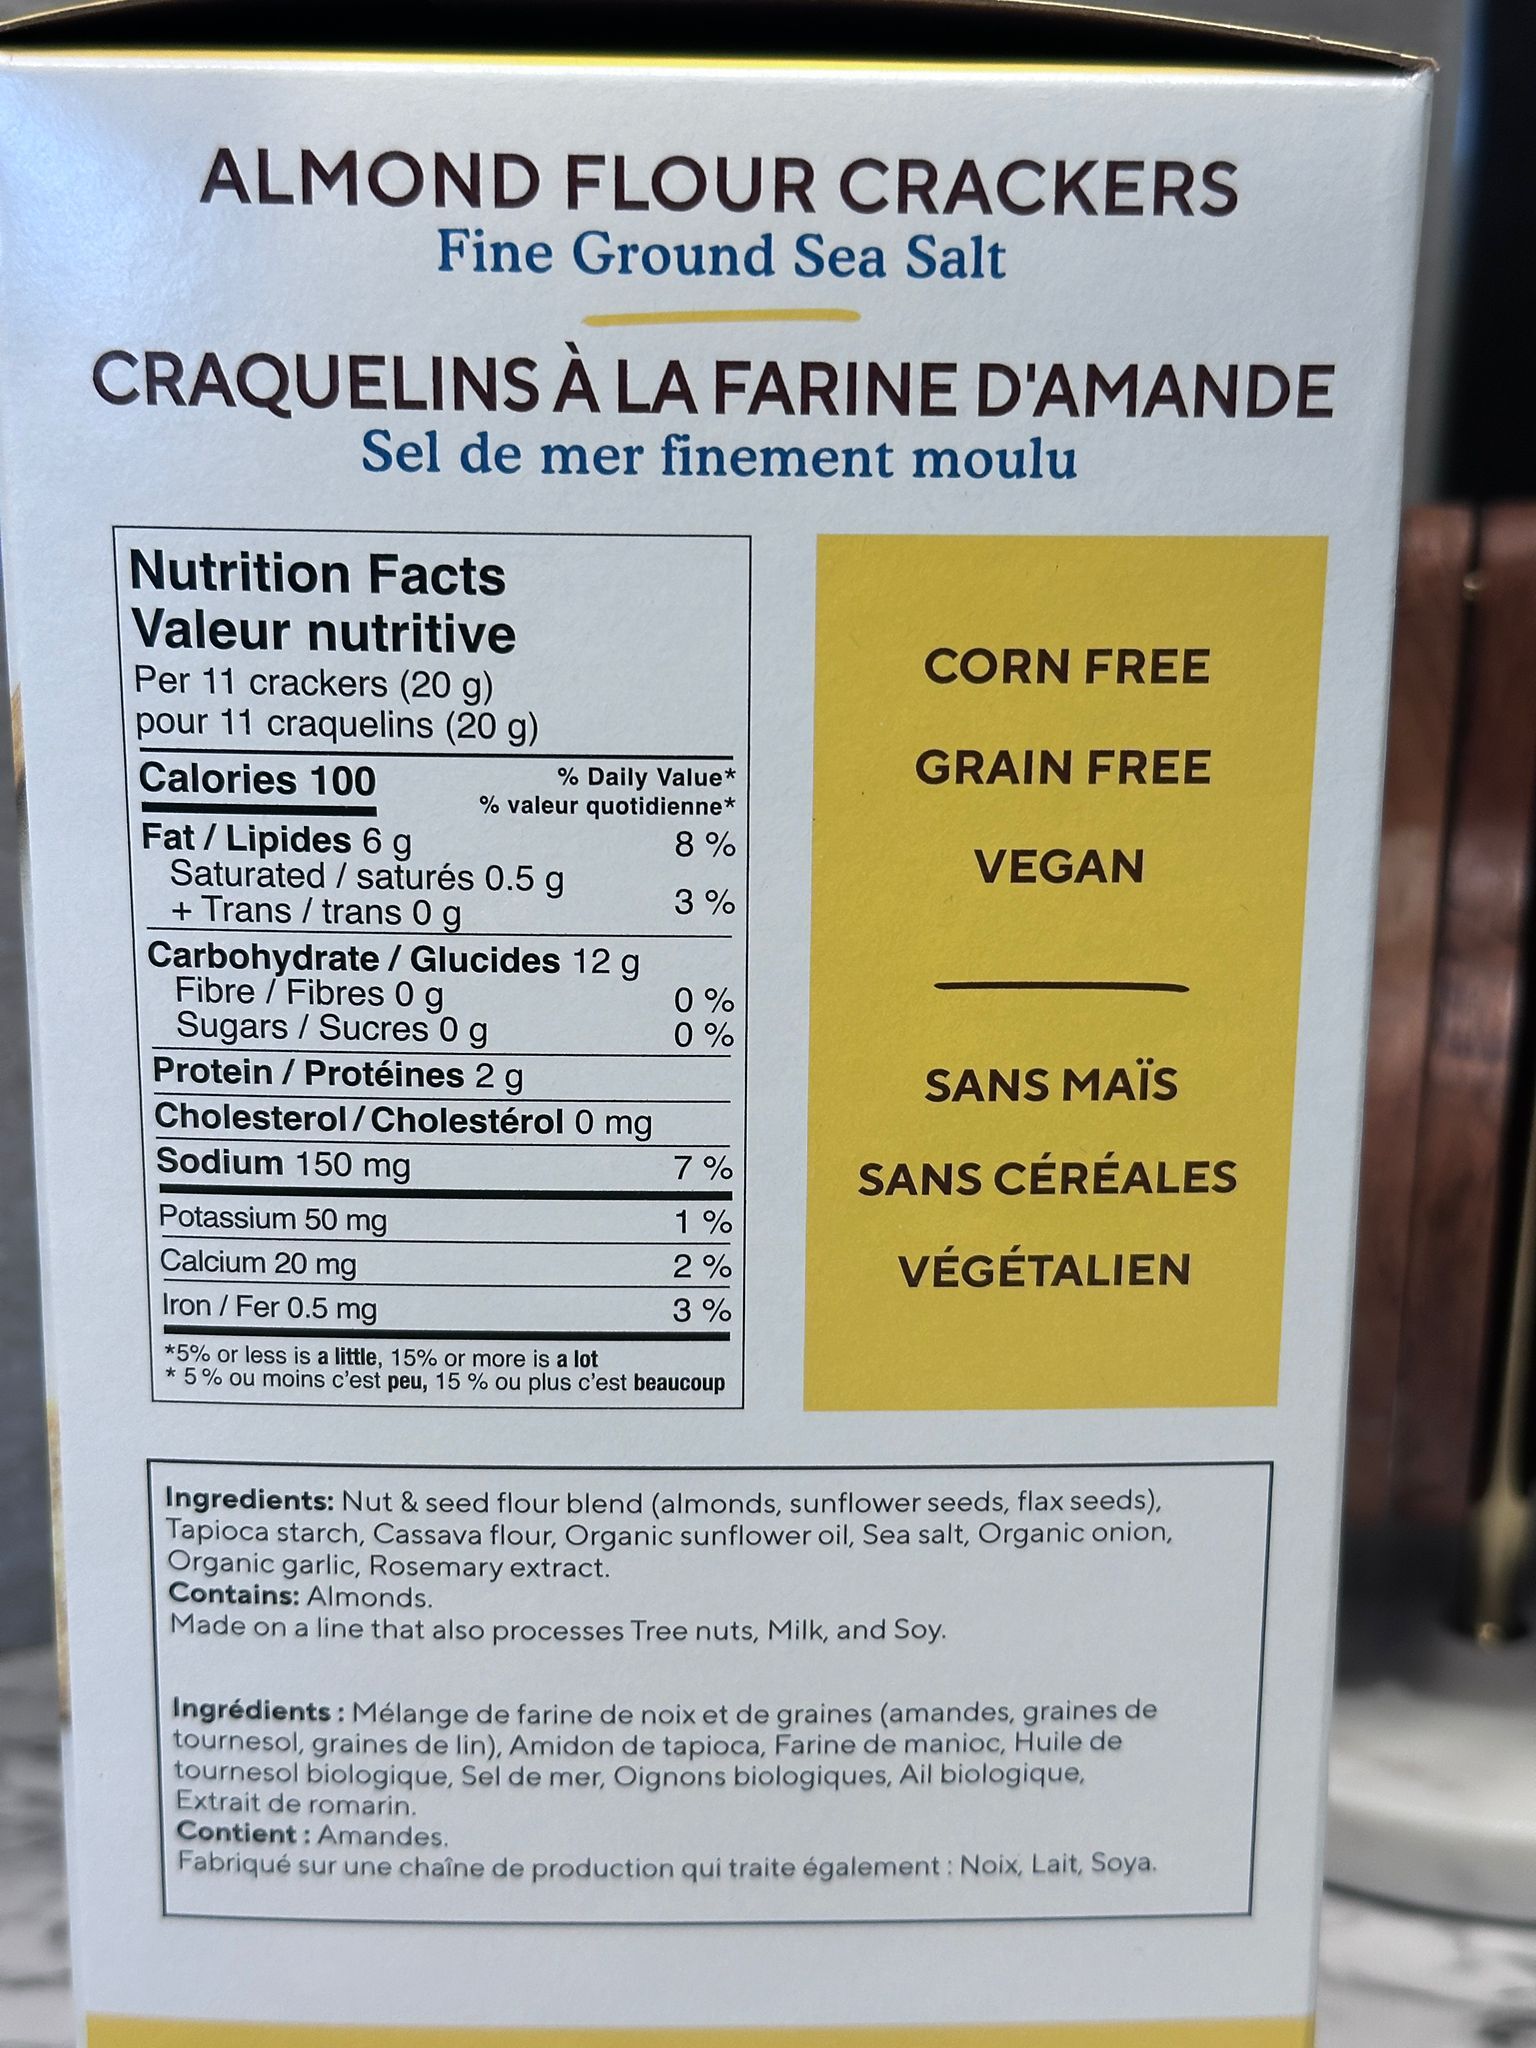 ALMOND FLOUR CRACKERS
Fine Ground Sea Salt
CRAQUELINS À LA FARINE D'AMANDE
Sel de mer finement moulu
Nutrition Facts
Valeur nutritive
Per 11 crackers (20 g)
pour 11 craquelins (20 g)
Calories 100 % Daily Value*
% valeur quotidienne*
Fat / Lipides 6 g 8 %
Saturated / saturés 0.5 g
+ Trans / trans 0 g 3 %
Carbohydrate / Glucides 12 g
Fibre / Fibres 0 g 0 %
Sugars / Sucres 0 g 0 %
Protein / Protéines 2 g
Cholesterol / Cholestérol 0 mg
Sodium 150 mg 7 %
Potassium 50 mg 1 %
Calcium 20 mg 2 %
Iron / Fer 0.5 mg 3 %
*5% or less is a little, 15% or more is a lot
* 5 % ou moins c'est peu, 15 % ou plus c'est beaucoup
CORN FREE
GRAIN FREE
VEGAN
SANS MAÏS
SANS CÉRÉALES
VÉGÉTALIEN
Ingredients: Nut & seed flour blend (almonds, sunflower seeds, flax seeds),
Tapioca starch, Cassava flour, Organic sunflower oil, Sea salt, Organic onion,
Organic garlic, Rosemary extract.
Contains: Almonds.
Made on a line that also processes Tree nuts, Milk, and Soy.
Ingrédients : Mélange de farine de noix et de graines (amandes, graines de
tournesol, graines de lin), Amidon de tapioca, Farine de manioc, Huile de
tournesol biologique, Sel de mer, Oignons biologiques, Ail biologique,
Extrait de romarin.
Contient : Amandes.
Fabriqué sur une chaîne de production qui traite également : Noix, Lait, Soya.